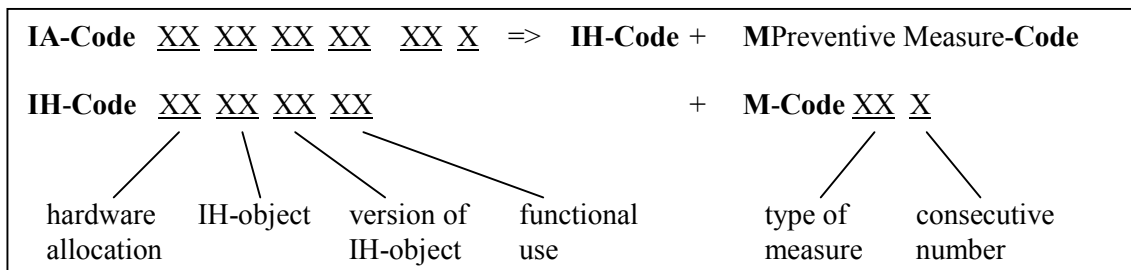 IA-Code XX XX XX XX XX X => IH-Code + MPreventive Measure-Code
IH-Code XX XX XX XX + M-Code XX X
hardware IH-object version of functional type of consecutive
allocation IH-object use measure number